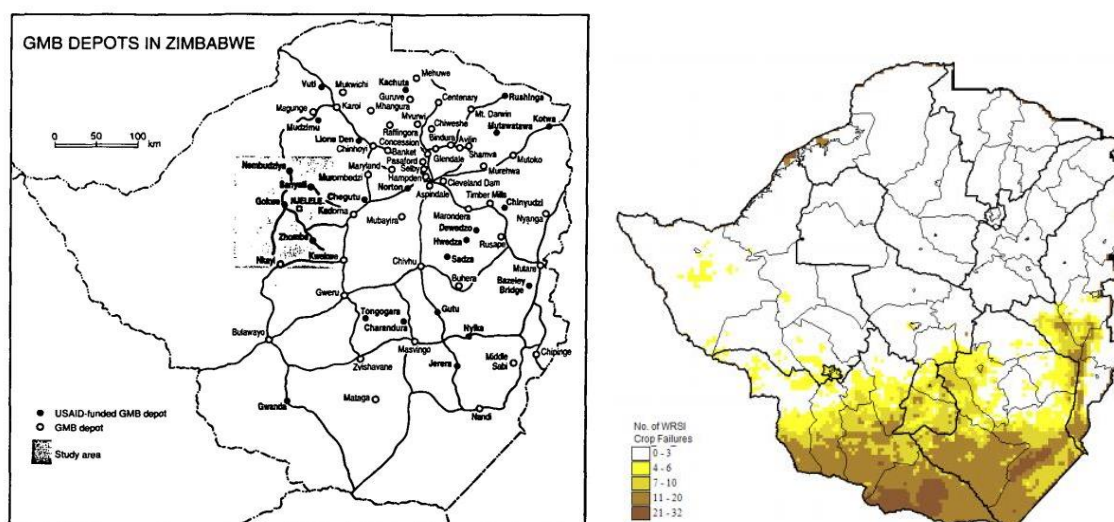 GMB DEPOTS IN ZIMBABWE
0 50 100
km
Vuti
Mukwichi
Kachuta
Mehuwe
Guruve
Centenary
Rushinga
Magunge
Karoi
Mhangura
Mvurwi
Mt. Darwin
Kotwa
Mudzimu
Raffingora
Chiweshe
Mutawatawa
Lions Den
Concession
Bindura
Chinhoyi
Banket
Glendale
Shamva
Mutoko
Nembudziya
Maryland
Selby
Murehwa
Sanyati
Murombedzi
Hampden
Cleveland Dam
Norton
Aspindale
Timber Mills
Gokwe
NJELELE
Chegutu
Chinyudzi
Kadoma
Mubayira
Marondera
Nyanga
Dewedzo
Zhombe
Hwedza
Rusape
Nkayi
Kwekwe
Sadza
Chivhu
Mutare
Buhera
Gweru
Bazeley
Bridge
Tongogara
Gutu
Bulawayo
Charandura
Nyika
Masvingo
Chipinge
Zvishavane
Jerera
Middle
Sabi
Gwanda
Mataga
Nandi
USAID-funded GMB depot
GMB depot
Study area
No. of WRSI
Crop Failures
0 - 3
4 - 6
7 - 10
11 - 20
21 - 32